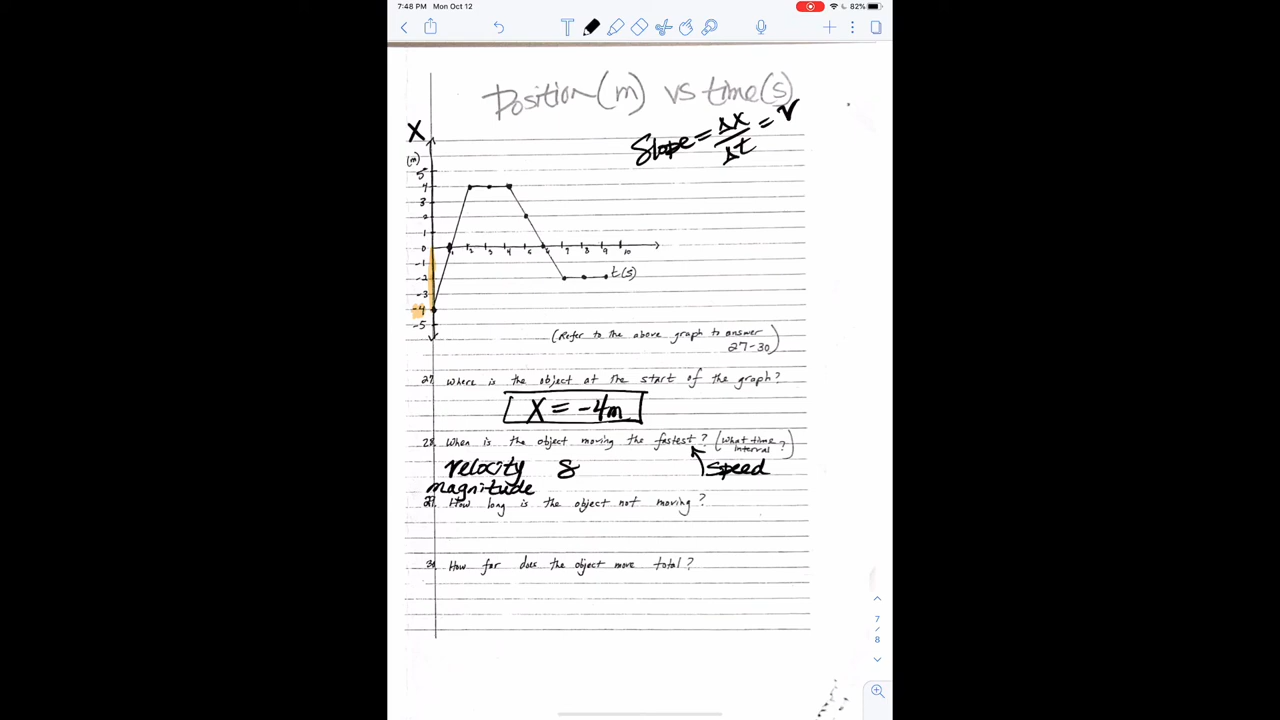 7:48 PM Mon Oct 12
82%
Position(m) vs time(s)
Slope = Δx/Δt = v
X
(m)
5
4
3
2
1
0
-1
-2
-3
-4
-5
1 2 3 4 5 6 7 8 9 10
t(s)
(Refer to the above graph to answer
27-30)
27. Where is the object at the start of the graph?
X = -4m
28. When is the object moving the fastest? (What time
interval?)
velocity &
speed
magnitude
29. How long is the object not moving?
30. How far does the object move total?
7
/
8